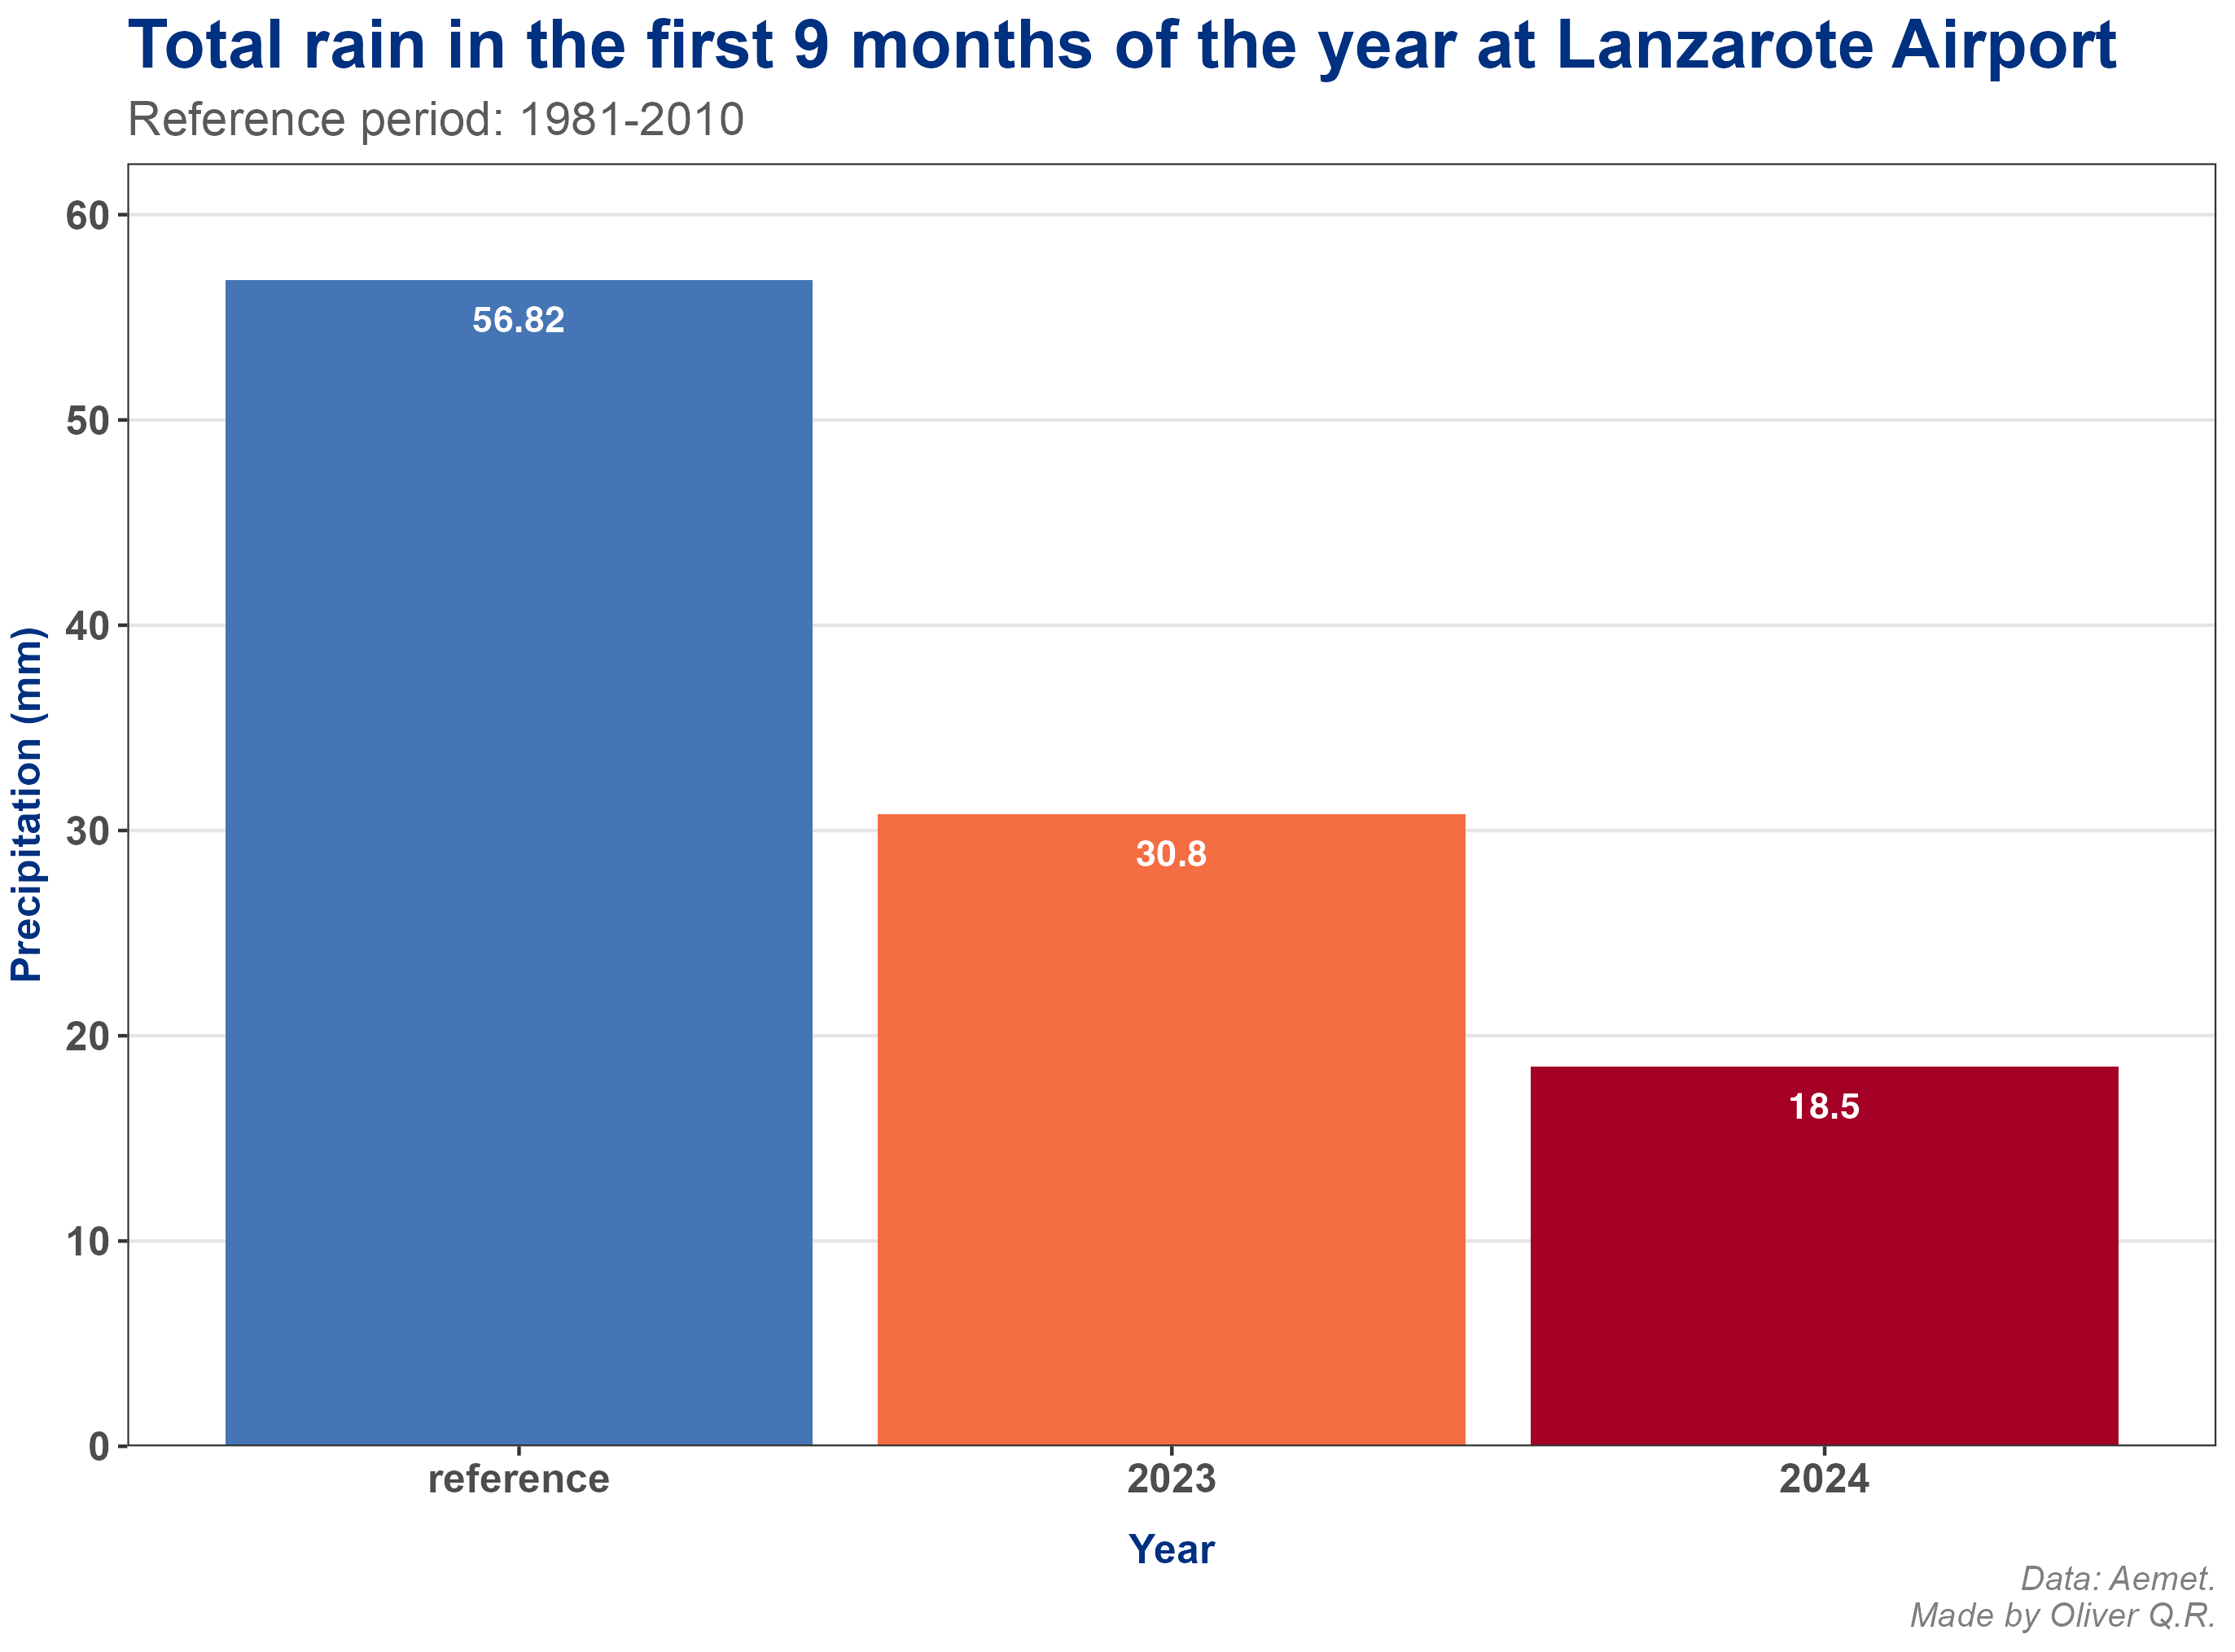 Total rain in the first 9 months of the year at Lanzarote Airport
Reference period: 1981-2010
Precipitation (mm)
60
50
40
30
20
10
0
56.82
30.8
18.5
reference
2023
2024
Year
Data: Aemet.
Made by Oliver Q.R.